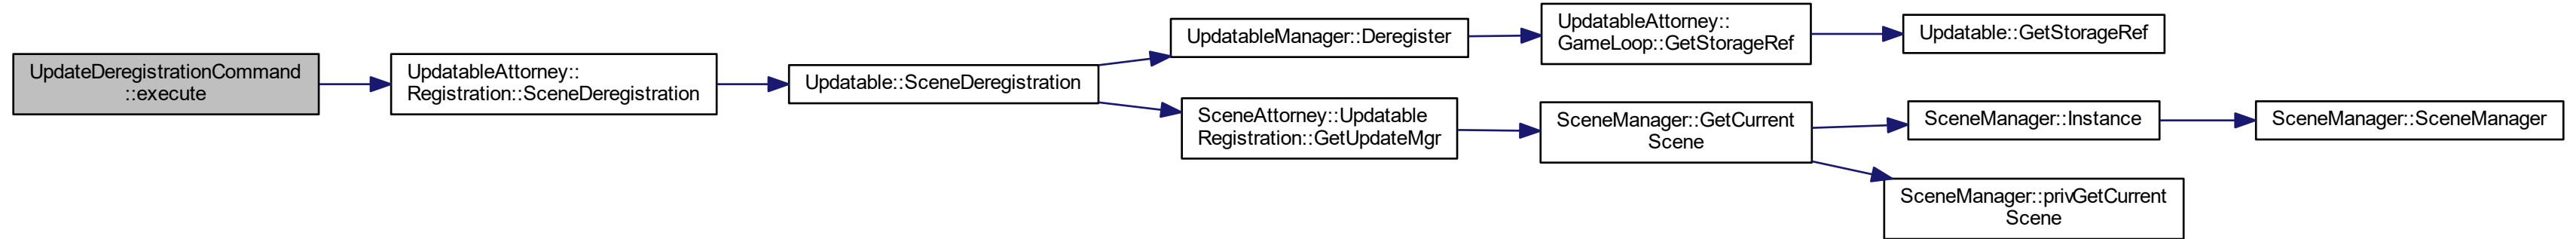 UpdateDeregistrationCommand
::execute
UpdatableAttorney::
Registration::SceneDeregistration
Updatable::SceneDeregistration
UpdatableManager::Deregister
UpdatableAttorney::
GameLoop::GetStorageRef
Updatable::GetStorageRef
SceneAttorney::Updatable
Registration::GetUpdateMgr
SceneManager::GetCurrent
Scene
SceneManager::Instance
SceneManager::SceneManager
SceneManager::privGetCurrent
Scene